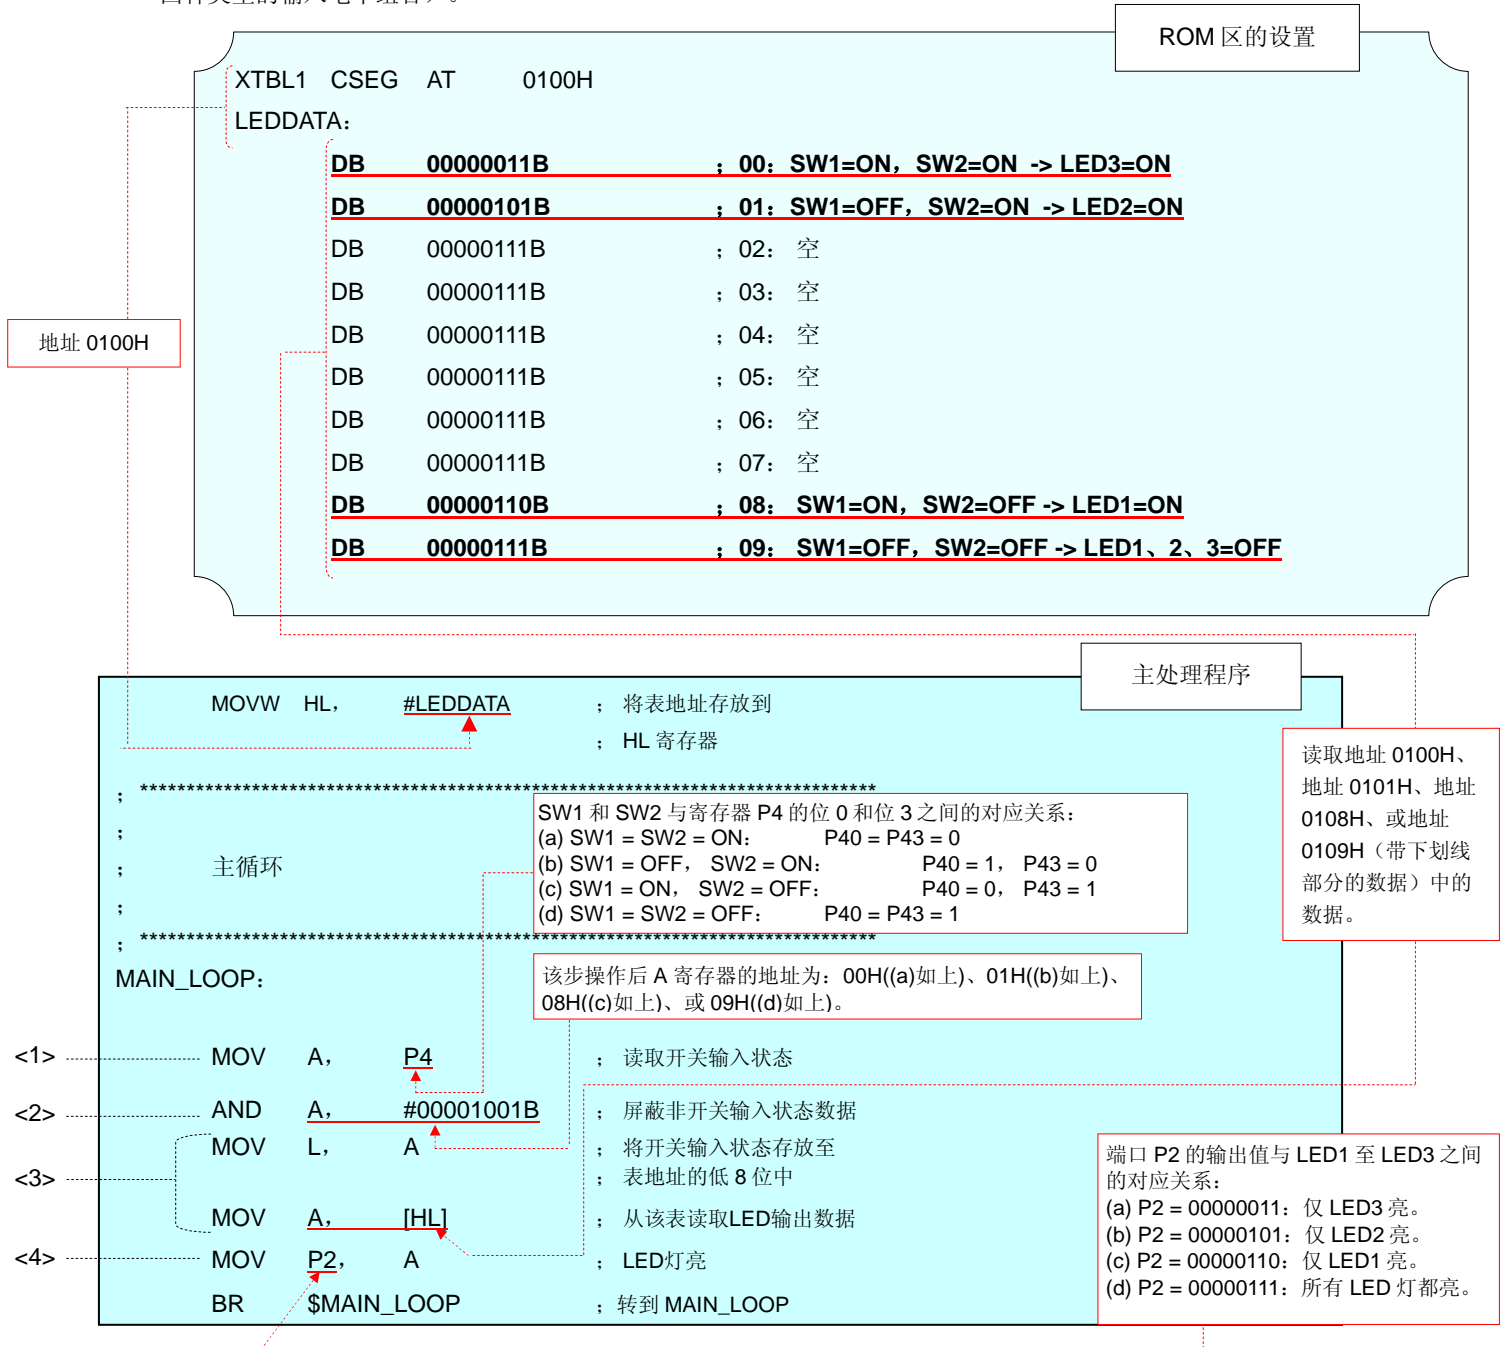 ROM 区的设置
XTBL1 CSEG AT 0100H
LEDDATA：
DB 00000011B ；00：SW1=ON，SW2=ON -> LED3=ON
DB 00000101B ；01：SW1=OFF，SW2=ON -> LED2=ON
DB 00000111B ；02：空
DB 00000111B ；03：空
DB 00000111B ；04：空
DB 00000111B ；05：空
DB 00000111B ；06：空
DB 00000111B ；07：空
DB 00000110B ；08：SW1=ON，SW2=OFF -> LED1=ON
DB 00000111B ；09：SW1=OFF，SW2=OFF -> LED1、2、3=OFF
地址 0100H
主处理程序
MOVW HL， #LEDDATA ；将表地址存放到
；HL 寄存器
读取地址 0100H、
地址 0101H、地址
0108H、或地址
0109H（带下划线
部分的数据）中的
数据。
；*******************************************************************************
；
； 主循环
；
；*******************************************************************************
SW1 和 SW2 与寄存器 P4 的位 0 和位 3 之间的对应关系：
(a) SW1 = SW2 = ON： P40 = P43 = 0
(b) SW1 = OFF， SW2 = ON： P40 = 1， P43 = 0
(c) SW1 = ON， SW2 = OFF： P40 = 0， P43 = 1
(d) SW1 = SW2 = OFF： P40 = P43 = 1
MAIN_LOOP：
该步操作后 A 寄存器的地址为：00H((a)如上)、01H((b)如上)、
08H((c)如上)、或 09H((d)如上)。
<1> MOV A， P4 ；读取开关输入状态
<2> AND A， #00001001B ；屏蔽非开关输入状态数据
MOV L， A ；将开关输入状态存放至
<3> ；表地址的低 8 位中
MOV A， [HL] ；从该表读取LED输出数据
<4> MOV P2， A ；LED灯亮
BR $MAIN_LOOP ；转到 MAIN_LOOP
端口 P2 的输出值与 LED1 至 LED3 之间
的对应关系：
(a) P2 = 00000011：仅 LED3 亮。
(b) P2 = 00000101：仅 LED2 亮。
(c) P2 = 00000110：仅 LED1 亮。
(d) P2 = 00000111：所有 LED 灯都亮。